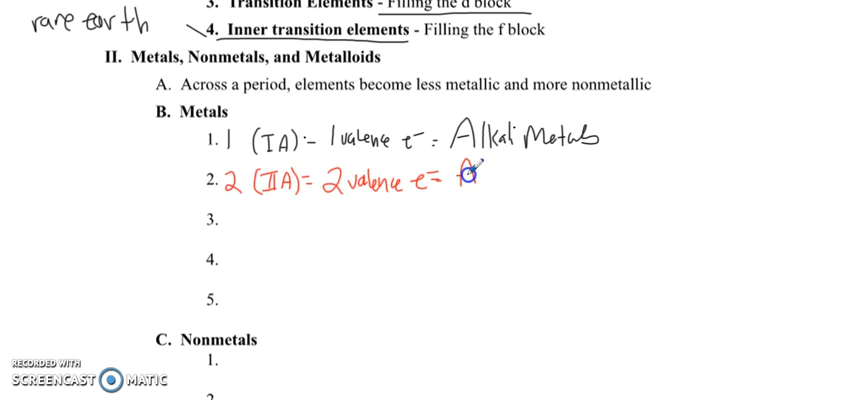 3. Transition Elements - Filling the d block
rare earth
4. Inner transition elements - Filling the f block
II. Metals, Nonmetals, and Metalloids
A. Across a period, elements become less metallic and more nonmetallic
B. Metals
1. 1 (IA) - 1 valence e⁻ = Alkali Metals
2. 2 (IIA) = 2 valence e⁻ = A
3.
4.
5.
C. Nonmetals
1.
RECORDED WITH
SCREENCAST MATIC